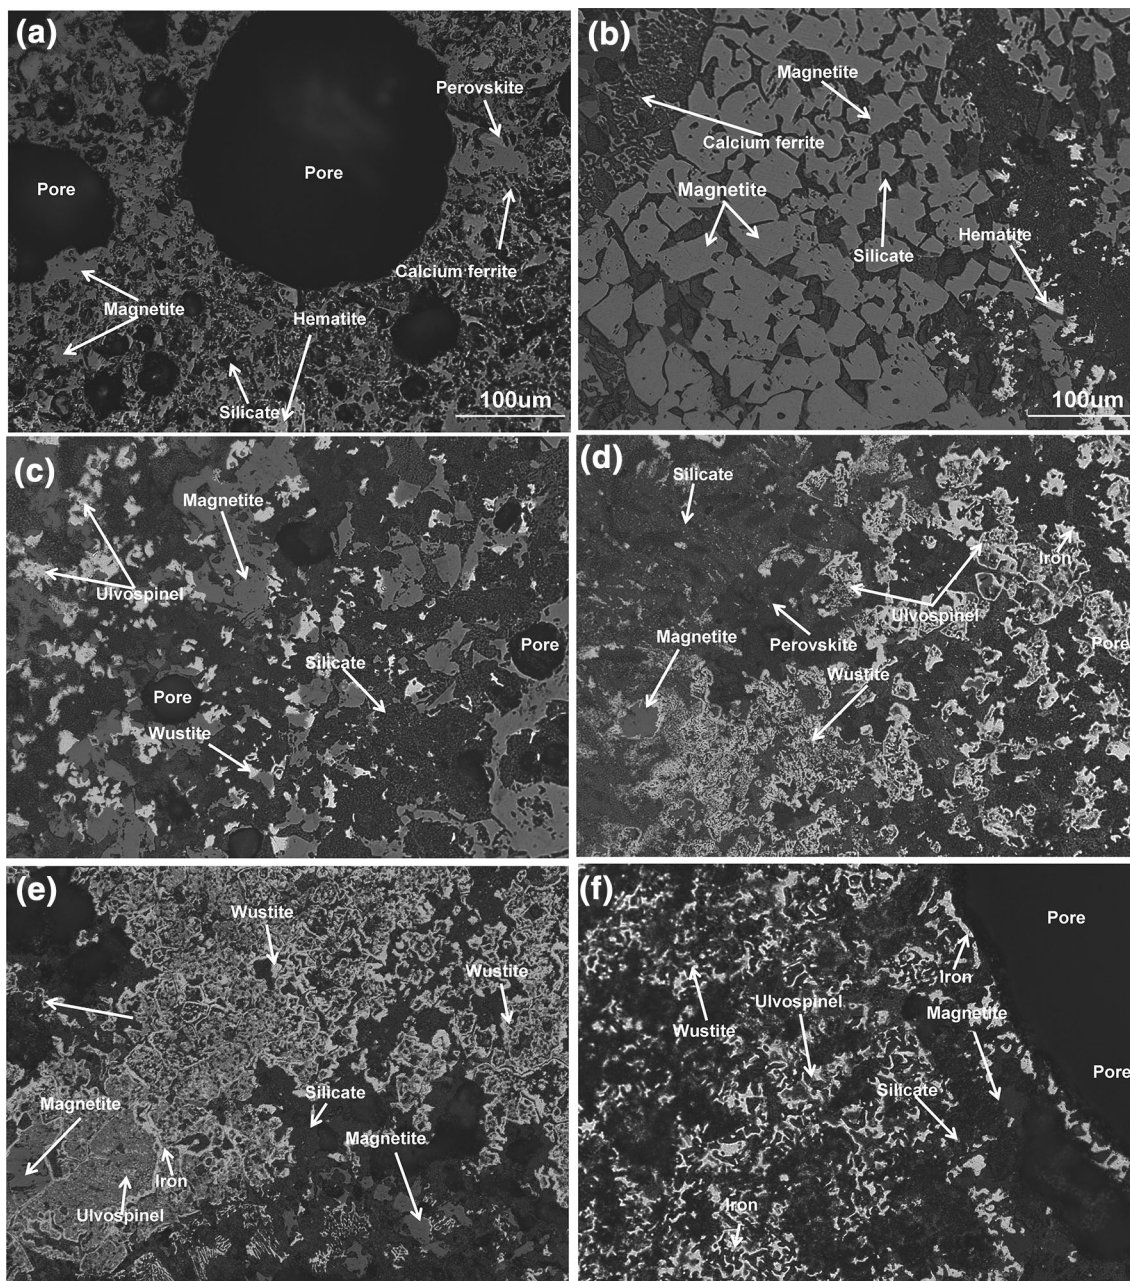 (a)
Perovskite
Pore
Pore
Calcium ferrite
Magnetite
Hematite
Silicate
100um
(b)
Magnetite
Calcium ferrite
Magnetite
Hematite
Silicate
100um
(c)
Magnetite
Ulvospinel
Pore
Silicate
Pore
Wustite
(d)
Silicate
Iron
Ulvospinel
Magnetite
Perovskite
Pore
Wustite
(e)
Wustite
Wustite
Silicate
Magnetite
Magnetite
Iron
Ulvospinel
(f)
Pore
Iron
Ulvospinel
Magnetite
Wustite
Pore
Silicate
Iron